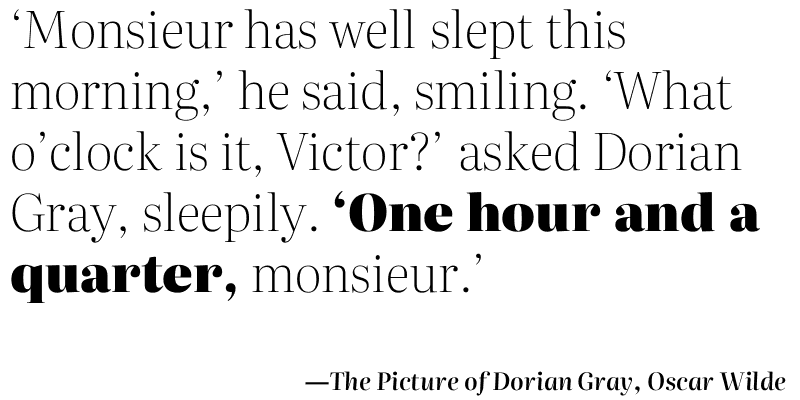 ‘Monsieur has well slept this
morning,’ he said, smiling. ‘What
o’clock is it, Victor?’ asked Dorian
Gray, sleepily. ‘One hour and a
quarter, monsieur.’
—The Picture of Dorian Gray, Oscar Wilde